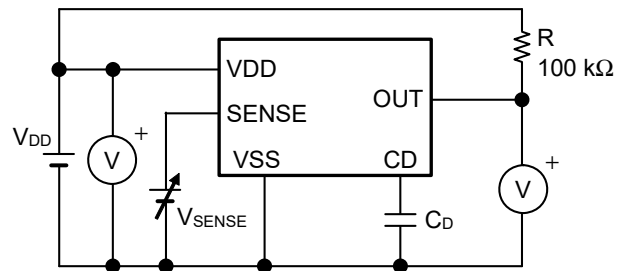 R
100 kΩ
VDD
OUT
SENSE
VDD
+
V
VSS
CD
+
V
VSENSE
CD